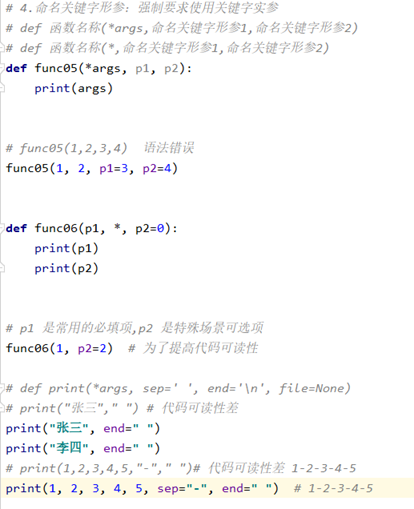 # 4.命名关键字形参：强制要求使用关键字实参
# def 函数名称(*args,命名关键字形参1,命名关键字形参2)
# def 函数名称(*,命名关键字形参1,命名关键字形参2)
def func05(*args, p1, p2):
    print(args)
# func05(1,2,3,4)  语法错误
func05(1, 2, p1=3, p2=4)
def func06(p1, *, p2=0):
    print(p1)
    print(p2)
# p1 是常用的必填项,p2 是特殊场景可选项
func06(1, p2=2)  # 为了提高代码可读性
# def print(*args, sep=' ', end='\n', file=None)
# print("张三"," ") # 代码可读性差
print("张三", end=" ")
print("李四", end=" ")
# print(1,2,3,4,5,"-"," ")# 代码可读性差 1-2-3-4-5
print(1, 2, 3, 4, 5, sep="-", end=" ")  # 1-2-3-4-5